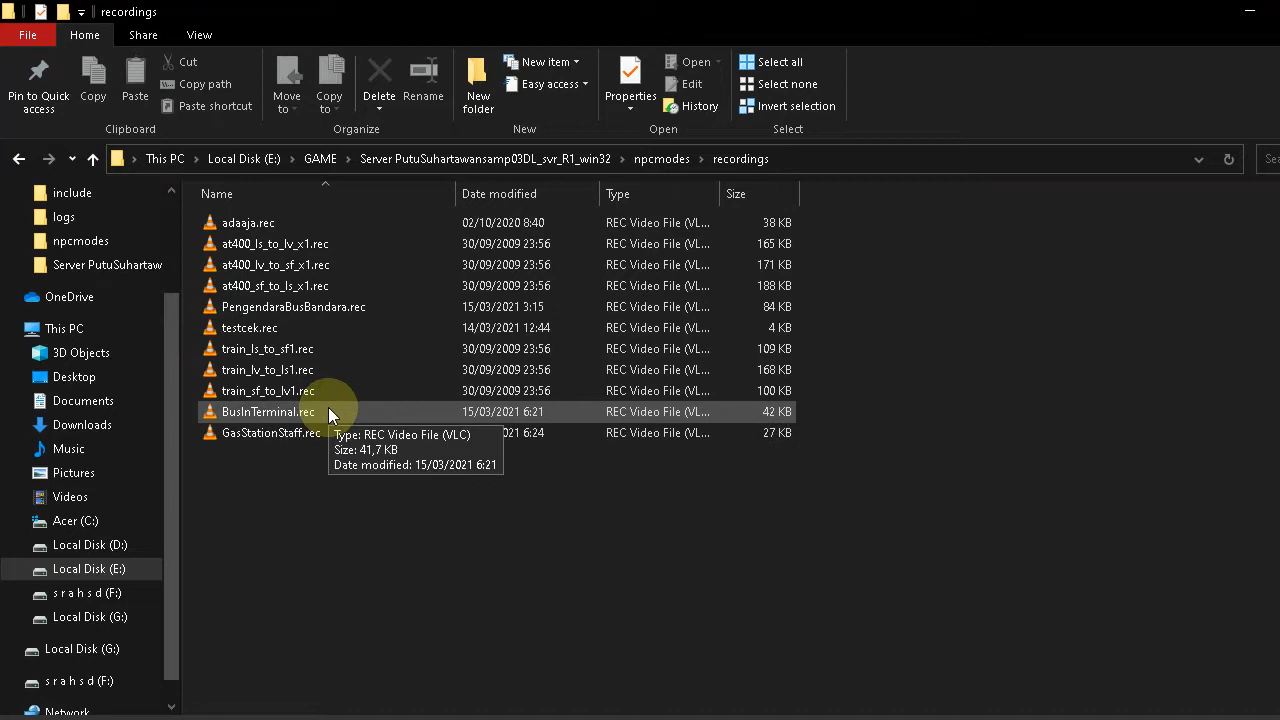 recordings
File Home Share View
Pin to Quick access
Copy
Paste
Cut
Copy path
Paste shortcut
Clipboard
Move to
Copy to
Delete
Rename
Organize
New folder
New item
Easy access
New
Properties
Open
Edit
History
Open
Select all
Select none
Invert selection
Select
This PC > Local Disk (E:) > GAME > Server PutuSuhartawansamp03DL_svr_R1_win32 > npcmodes > recordings
Sea
include
logs
npcmodes
Server PutuSuhartaw
OneDrive
This PC
3D Objects
Desktop
Documents
Downloads
Music
Pictures
Videos
Acer (C:)
Local Disk (D:)
Local Disk (E:)
s r a h s d (F:)
Local Disk (G:)
Local Disk (G:)
s r a h s d (F:)
Network
Name Date modified Type Size
adaaja.rec 02/10/2020 8:40 REC Video File (VL... 38 KB
at400_ls_to_lv_x1.rec 30/09/2009 23:56 REC Video File (VL... 165 KB
at400_lv_to_sf_x1.rec 30/09/2009 23:56 REC Video File (VL... 171 KB
at400_sf_to_ls_x1.rec 30/09/2009 23:56 REC Video File (VL... 188 KB
PengendaraBusBandara.rec 15/03/2021 3:15 REC Video File (VL... 84 KB
testcek.rec 14/03/2021 12:44 REC Video File (VL... 4 KB
train_ls_to_sf1.rec 30/09/2009 23:56 REC Video File (VL... 109 KB
train_lv_to_ls1.rec 30/09/2009 23:56 REC Video File (VL... 168 KB
train_sf_to_lv1.rec 30/09/2009 23:56 REC Video File (VL... 100 KB
BusInTerminal.rec 15/03/2021 6:21 REC Video File (VL... 42 KB
GasStationStaff.rec 2021 6:24 REC Video File (VL... 27 KB
Type: REC Video File (VLC)
Size: 41,7 KB
Date modified: 15/03/2021 6:21